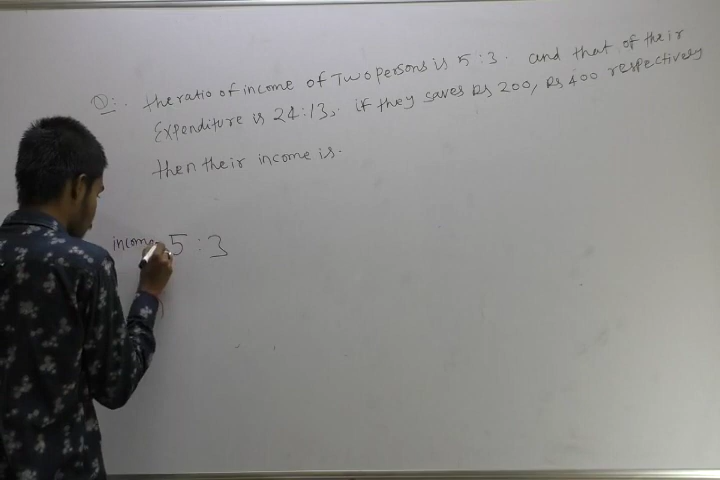 Q:. the ratio of income of Two persons is 5:3. and that of their
Expenditure is 24:13,. if they saves Rs 200, Rs 400 respectively
then their income is.
income 5 : 3